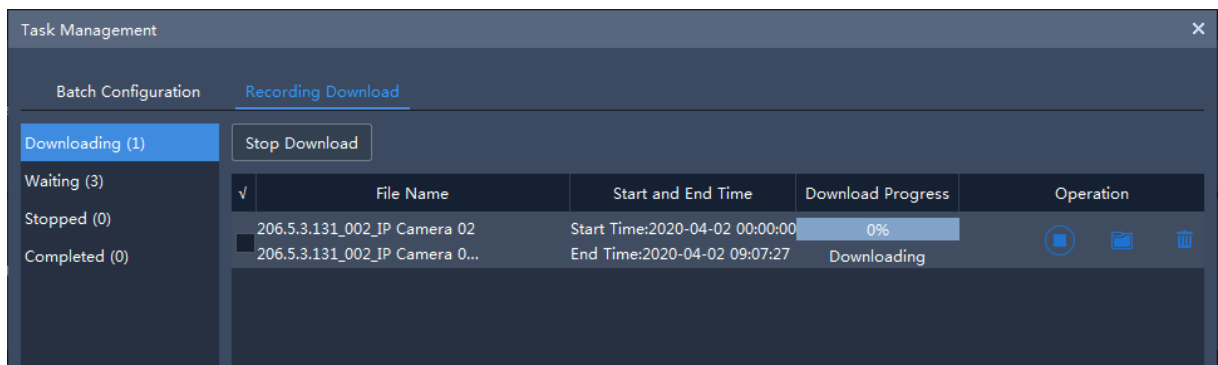 Task Management
Batch Configuration
Recording Download
Downloading (1)
Waiting (3)
Stopped (0)
Completed (0)
Stop Download
√ File Name Start and End Time Download Progress Operation
206.5.3.131_002_IP Camera 02 Start Time:2020-04-02 00:00:00 0%
206.5.3.131_002_IP Camera 0... End Time:2020-04-02 09:07:27 Downloading